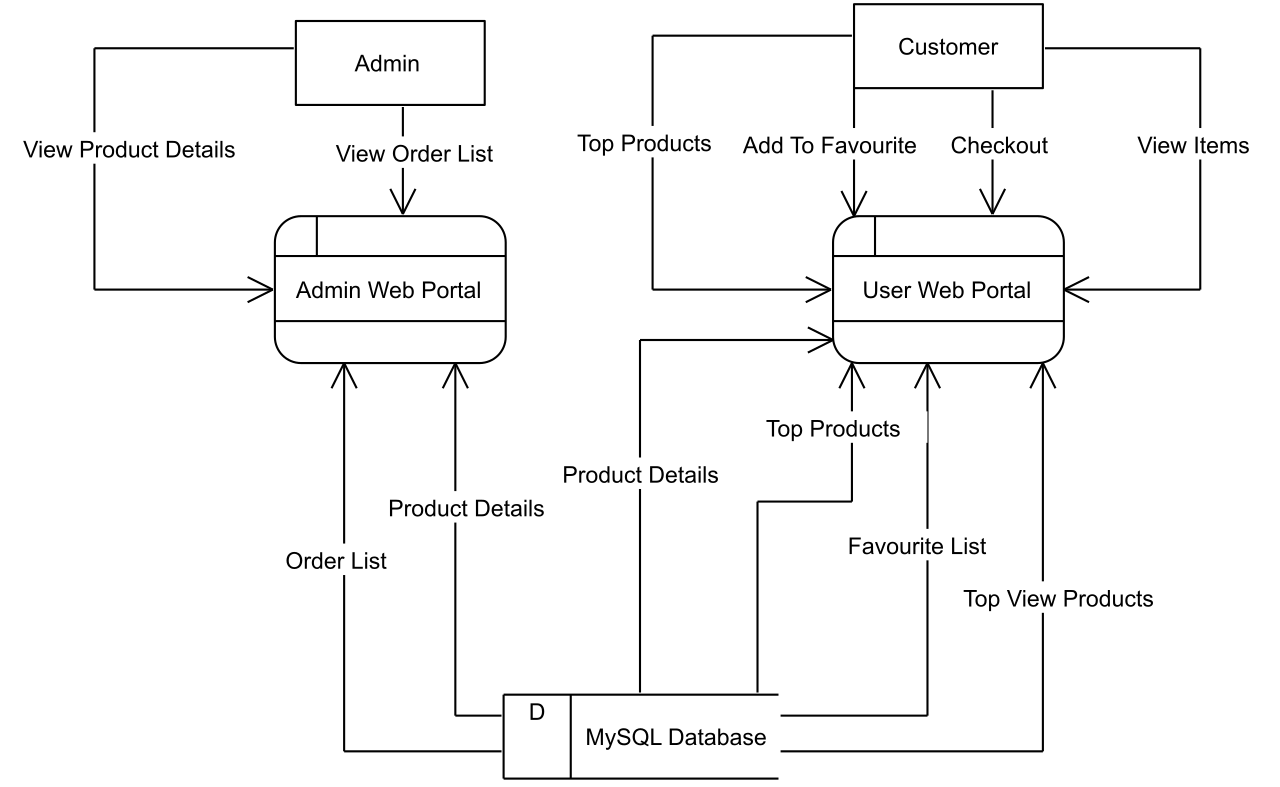 Admin
Customer
View Product Details
View Order List
Top Products
Add To Favourite
Checkout
View Items
Admin Web Portal
User Web Portal
Top Products
Product Details
Product Details
Order List
Favourite List
Top View Products
D
MySQL Database